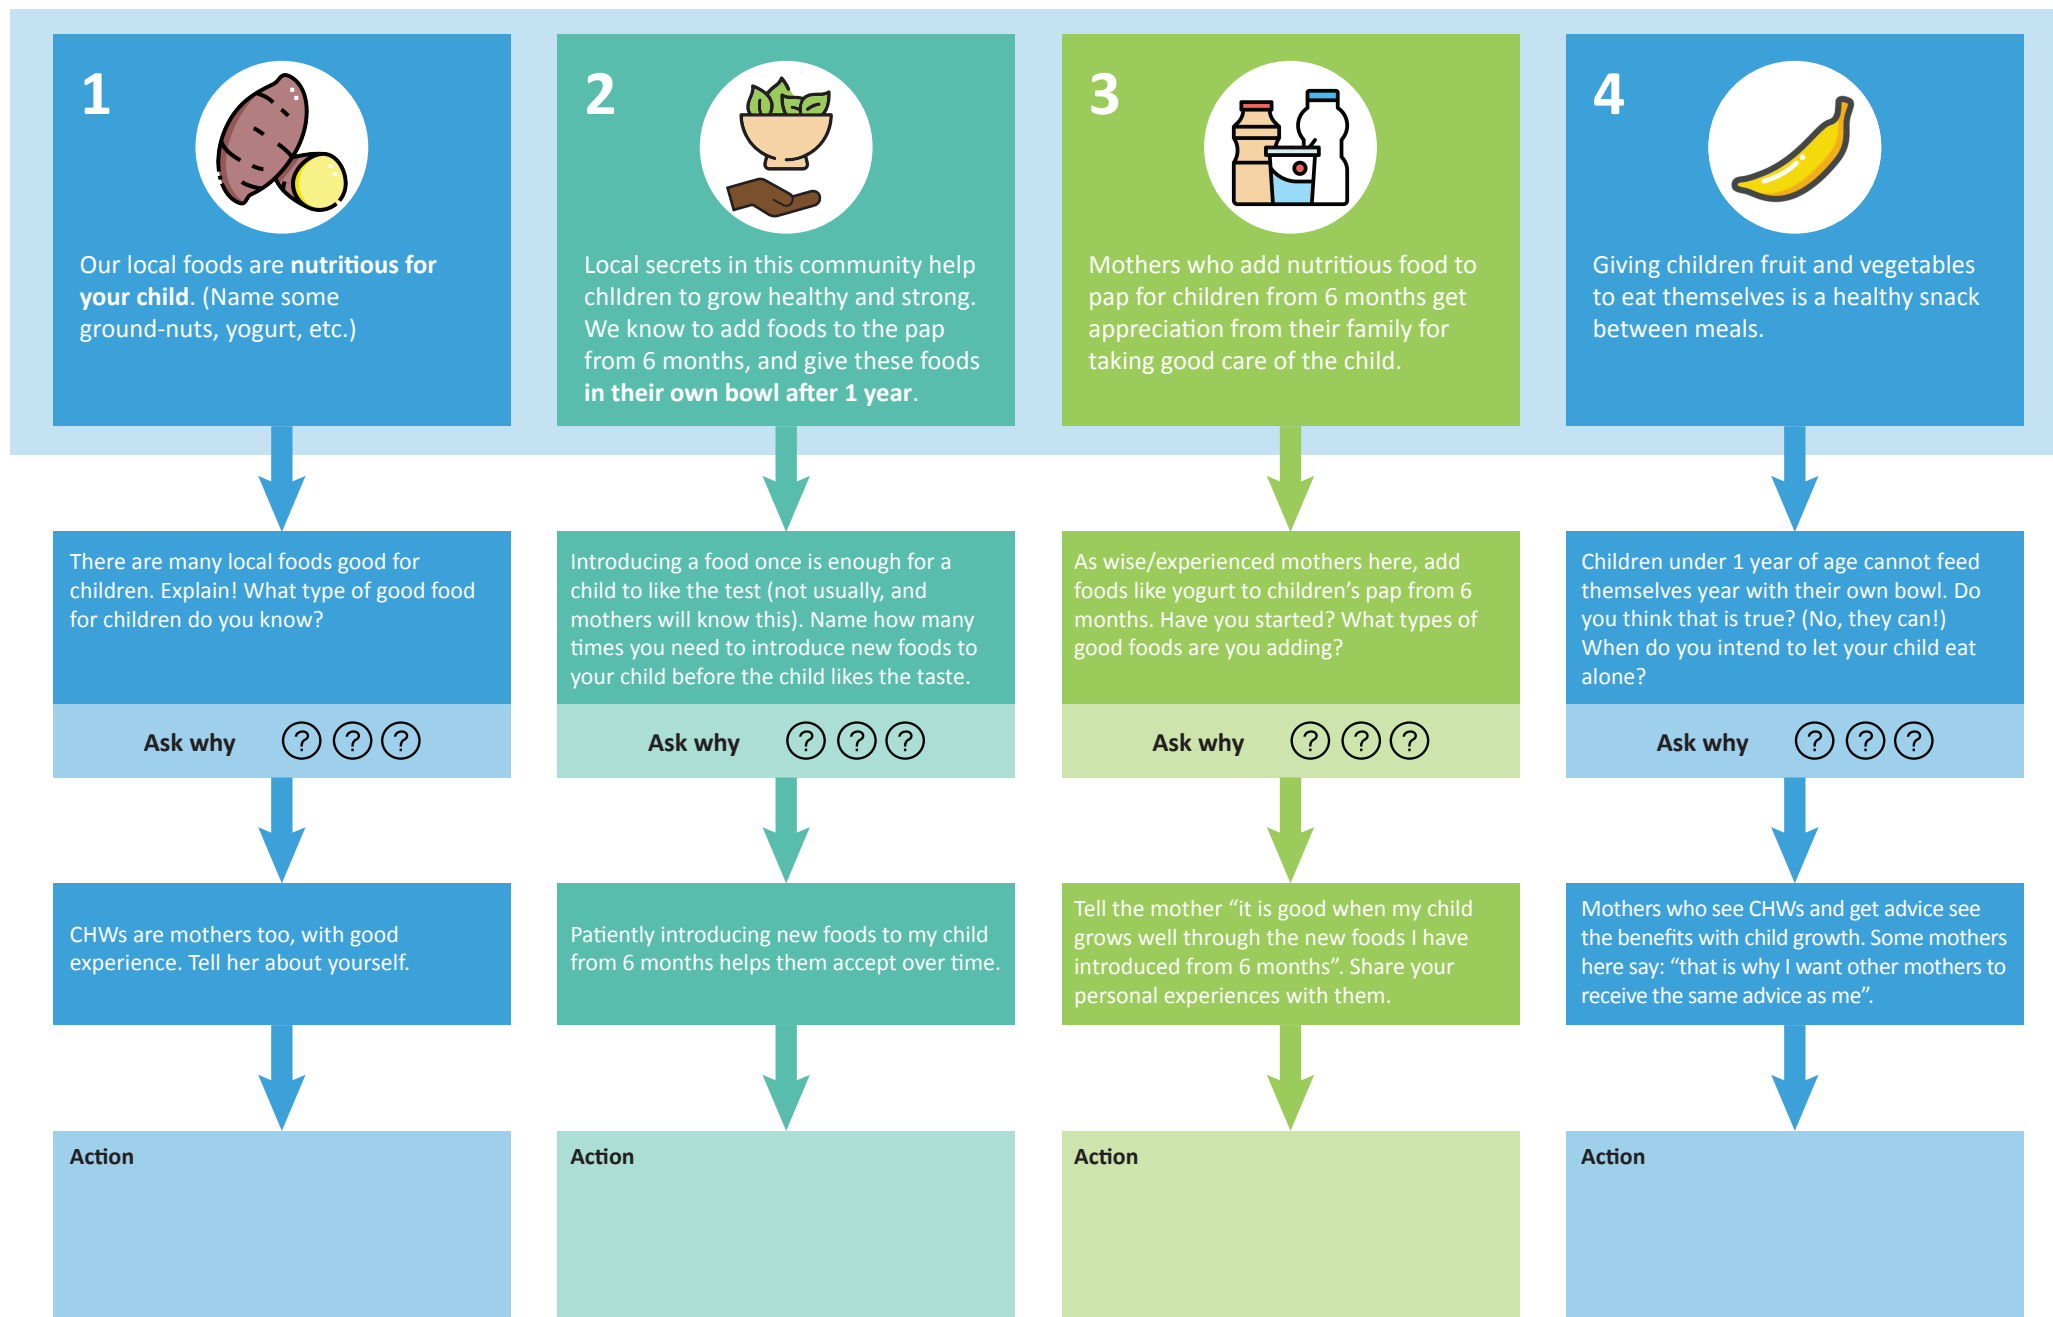 1
Our local foods are nutritious for
your child. (Name some
ground-nuts, yogurt, etc.)
2
Local secrets in this community help
chlIdren to grow healthy and strong.
We know to add foods to the pap
from 6 months, and give these foods
in their own bowl after 1 year.
3
Mothers who add nutritious food to
pap for children from 6 months get
appreciation from their family for
taking good care of the child.
4
Giving children fruit and vegetables
to eat themselves is a healthy snack
between meals.
There are many local foods good for
children. Explain! What type of good food
for children do you know?
Introducing a food once is enough for a
child to like the test (not usually, and
mothers will know this). Name how many
times you need to introduce new foods to
your child before the child likes the taste.
As wise/experienced mothers here, add
foods like yogurt to children’s pap from 6
months. Have you started? What types of
good foods are you adding?
Children under 1 year of age cannot feed
themselves year with their own bowl. Do
you think that is true? (No, they can!)
When do you intend to let your child eat
alone?
Ask why ? ? ?
Ask why ? ? ?
Ask why ? ? ?
Ask why ? ? ?
CHWs are mothers too, with good
experience. Tell her about yourself.
Patiently introducing new foods to my child
from 6 months helps them accept over time.
Tell the mother “it is good when my child
grows well through the new foods I have
introduced from 6 months”. Share your
personal experiences with them.
Mothers who see CHWs and get advice see
the benefits with child growth. Some mothers
here say: “that is why I want other mothers to
receive the same advice as me”.
Action
Action
Action
Action